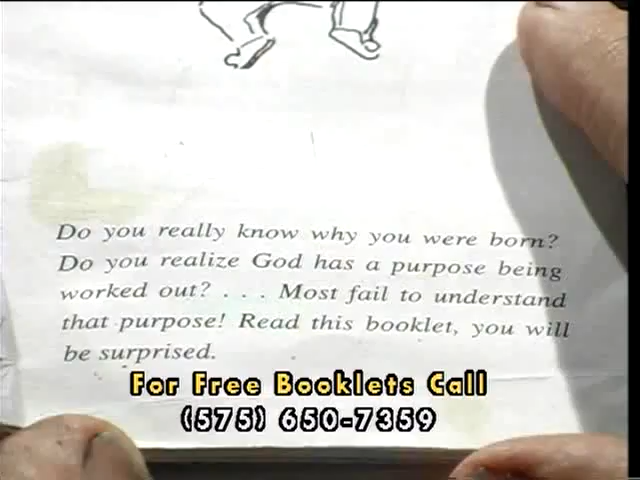 Do you really know why you were born?
Do you realize God has a purpose being
worked out? . . . Most fail to understand
that purpose! Read this booklet, you will
be surprised.
For Free Booklets Call
(575) 650-7359